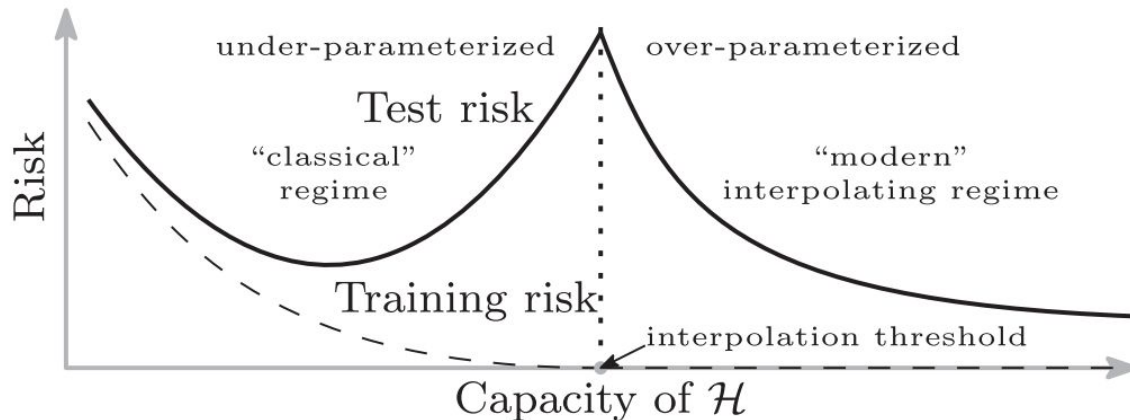 under-parameterized
over-parameterized
Test risk
“classical”
regime
“modern”
interpolating regime
Risk
Training risk
interpolation threshold
Capacity of ℋ